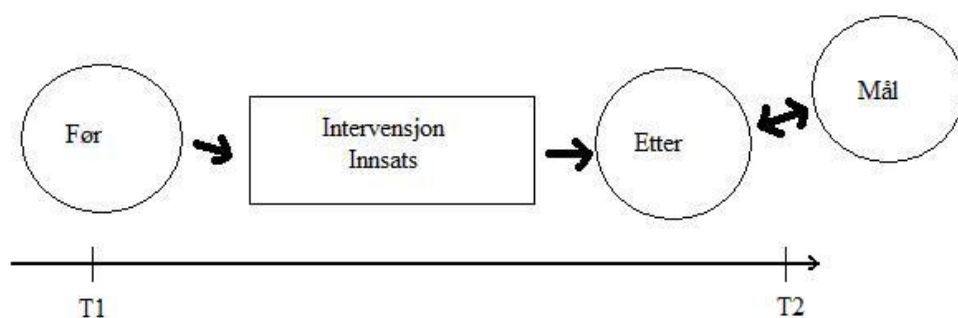 Før
Intervensjon
Innsats
Etter
Mål
T1
T2